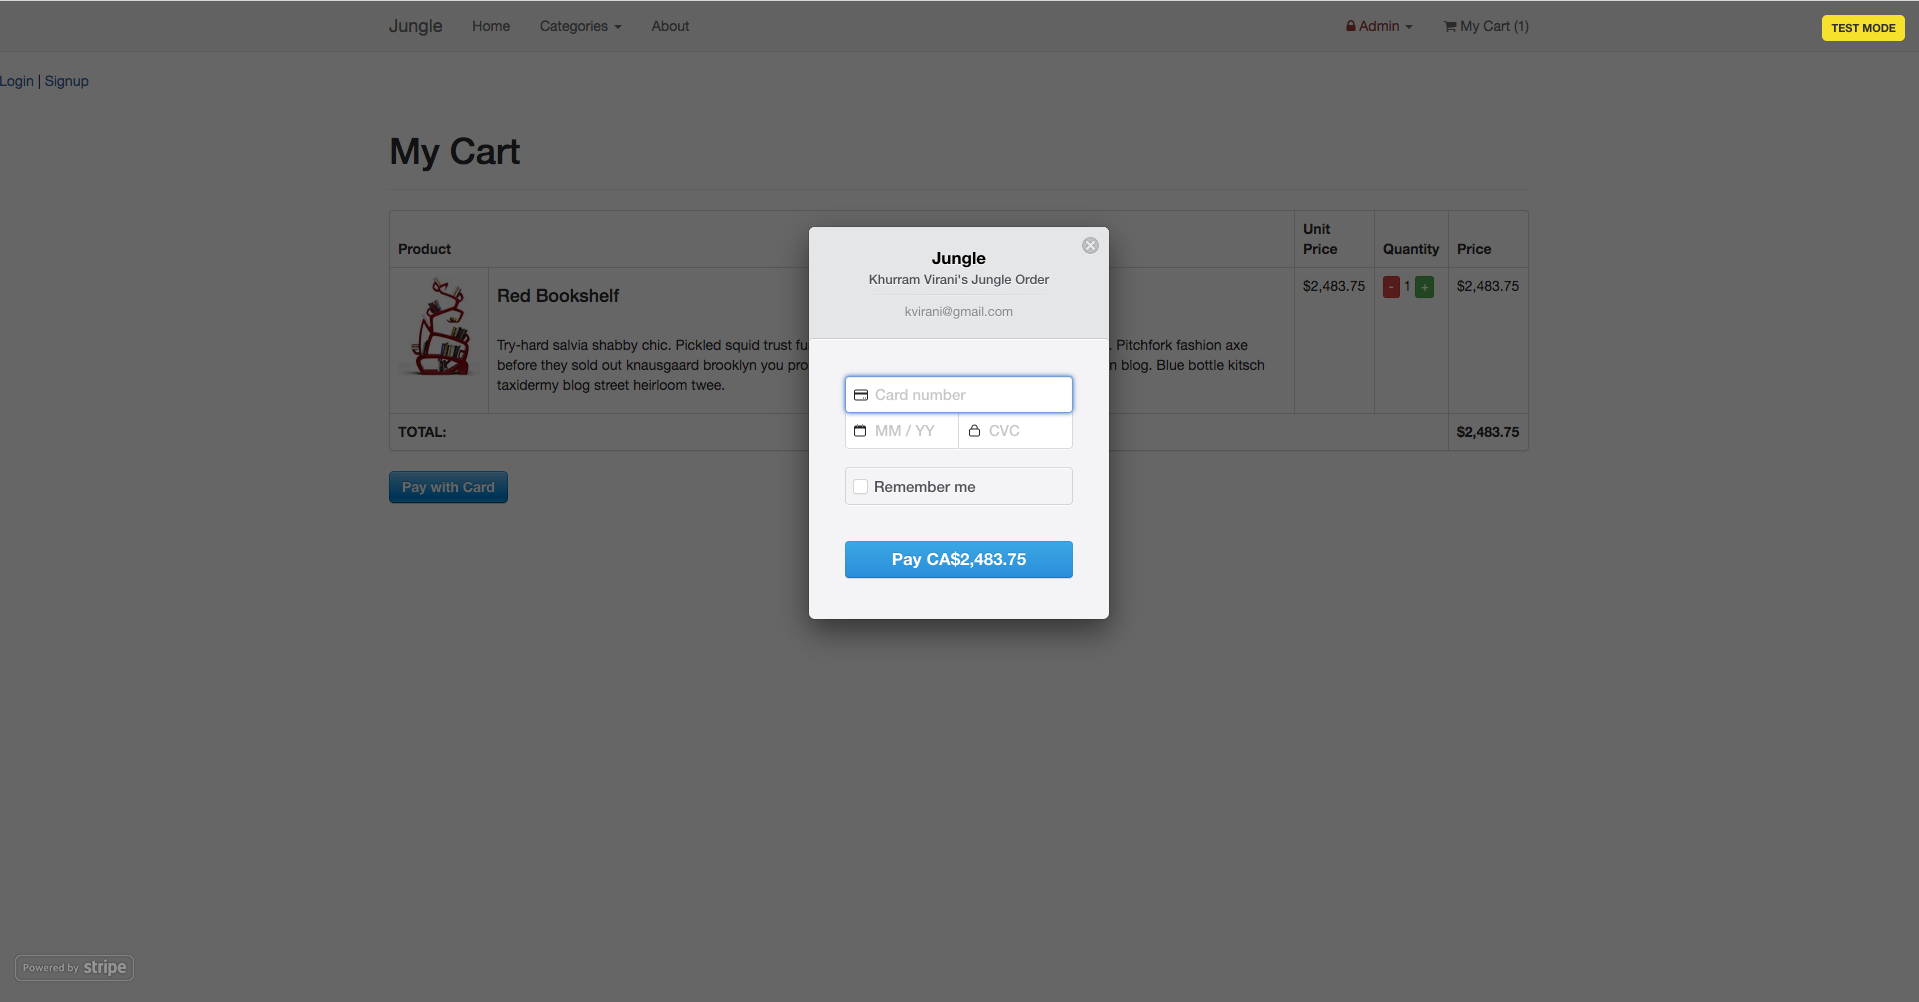 Jungle Home Categories About Admin My Cart (1) TEST MODE
Login | Signup
My Cart
Product Unit Price Quantity Price
Red Bookshelf $2,483.75 - 1 + $2,483.75
Try-hard salvia shabby chic. Pickled squid trust . Pitchfork fashion axe
before they sold out knausgaard brooklyn you blog. Blue bottle kitsch
taxidermy blog street heirloom twee.
TOTAL: $2,483.75
Pay with Card
Jungle
Khurram Virani's Jungle Order
kvirani@gmail.com
Card number
MM / YY CVC
Remember me
Pay CA$2,483.75
Powered by stripe